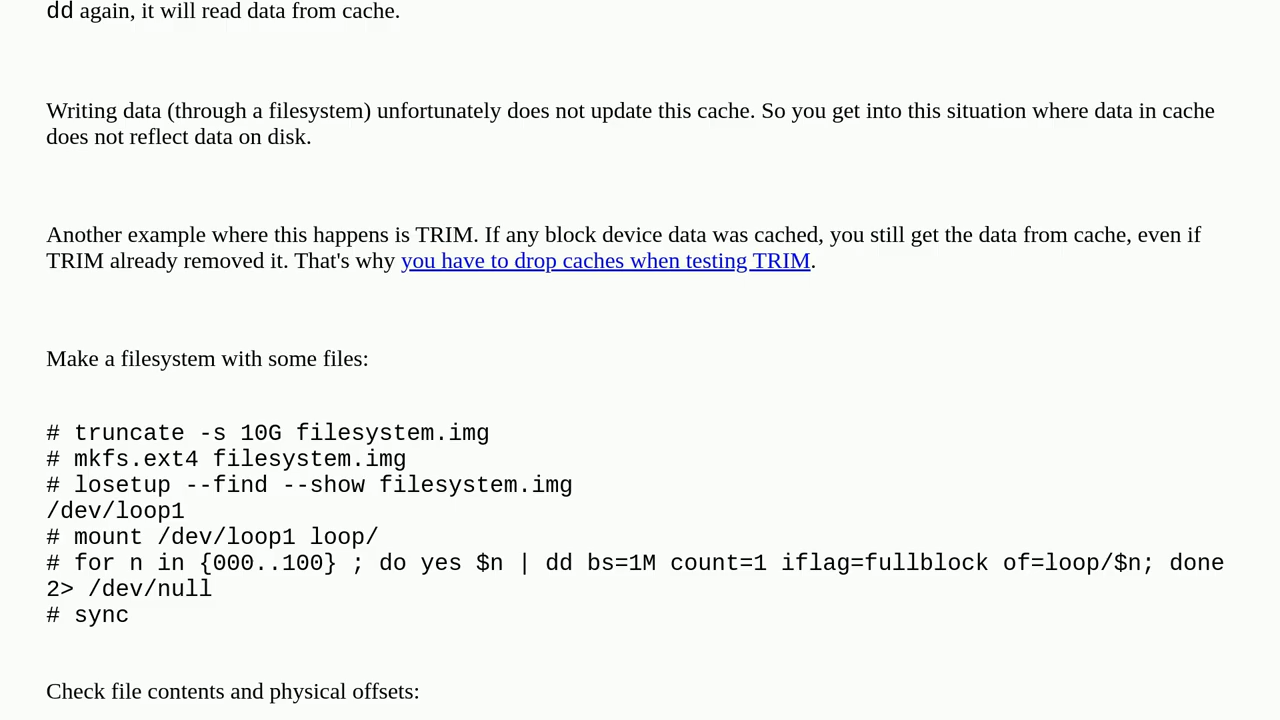 dd again, it will read data from cache.
Writing data (through a filesystem) unfortunately does not update this cache. So you get into this situation where data in cache
does not reflect data on disk.
Another example where this happens is TRIM. If any block device data was cached, you still get the data from cache, even if
TRIM already removed it. That's why you have to drop caches when testing TRIM.
Make a filesystem with some files:
# truncate -s 10G filesystem.img
# mkfs.ext4 filesystem.img
# losetup --find --show filesystem.img
/dev/loop1
# mount /dev/loop1 loop/
# for n in {000..100} ; do yes $n | dd bs=1M count=1 iflag=fullblock of=loop/$n; done
2> /dev/null
# sync
Check file contents and physical offsets: